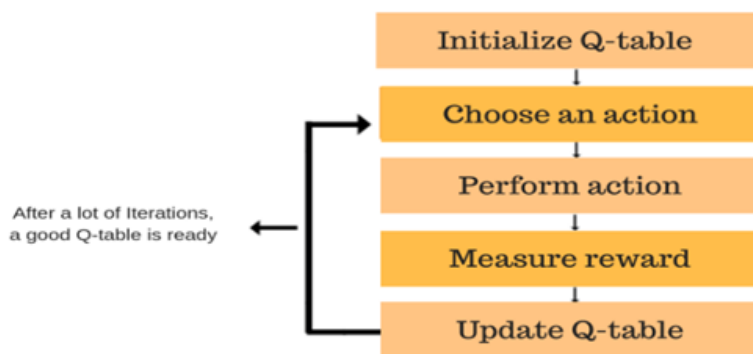 Initialize Q-table
Choose an action
Perform action
After a lot of Iterations,
a good Q-table is ready
Measure reward
Update Q-table